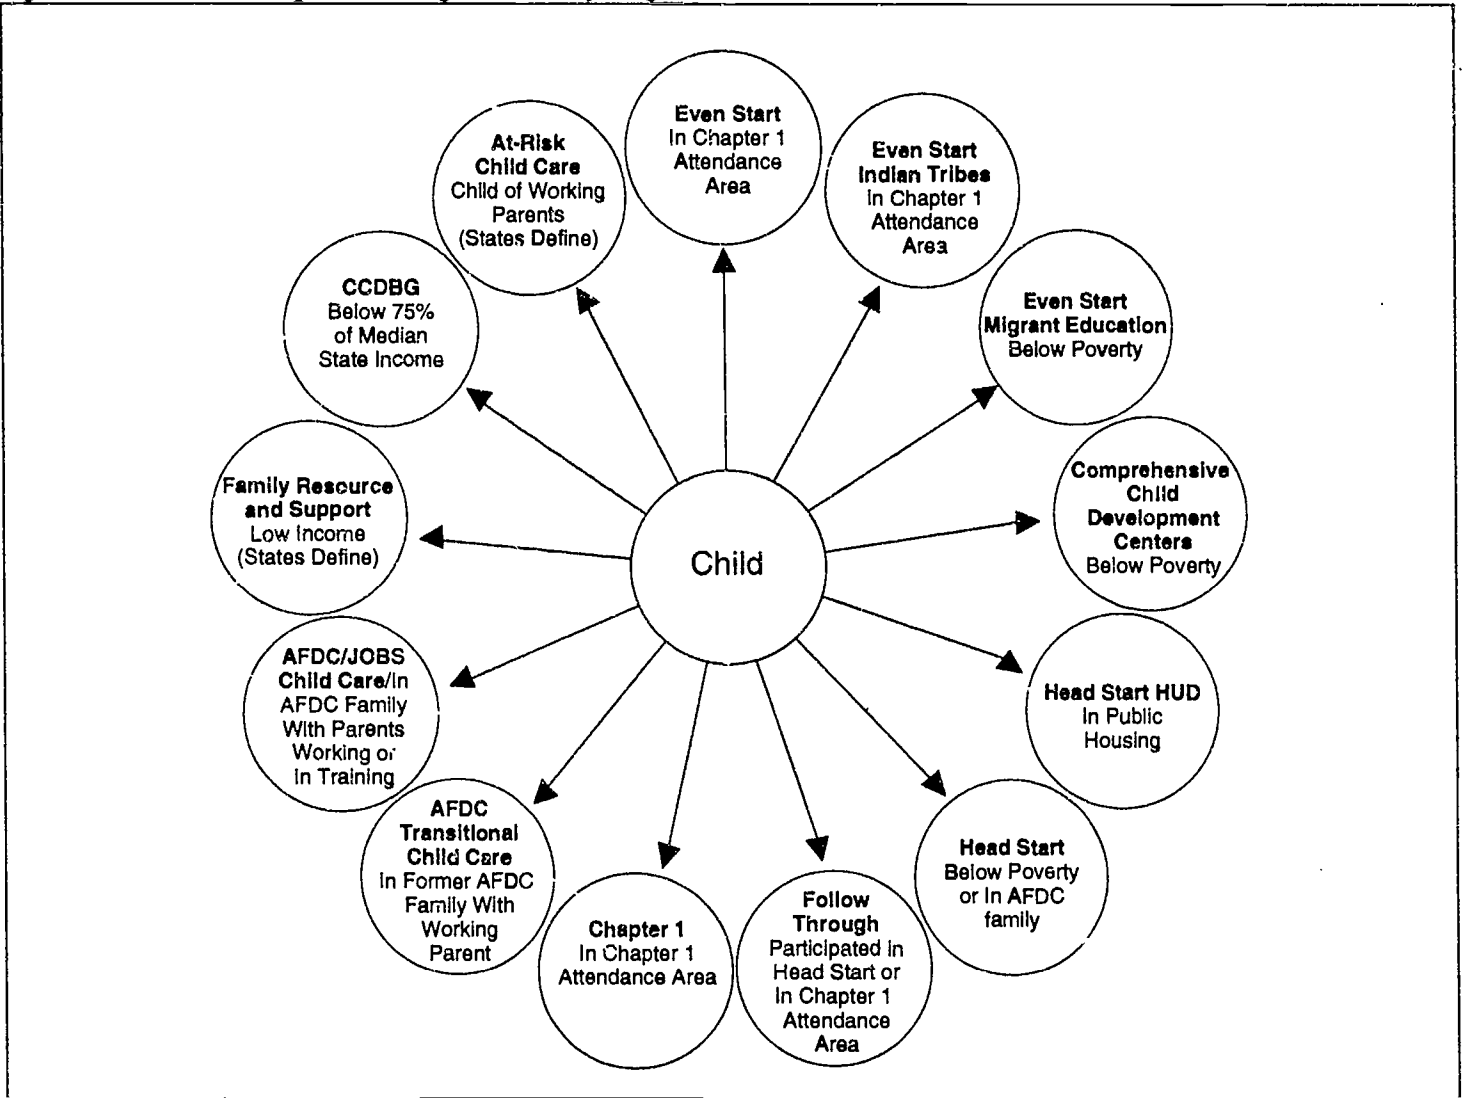 Even Start
In Chapter 1
Attendance
Area
Even Start
Indian Tribes
In Chapter 1
Attendance
Area
Even Start
Migrant Education
Below Poverty
Comprehensive
Child
Development
Centers
Below Poverty
Head Start HUD
In Public
Housing
Head Start
Below Poverty
or In AFDC
family
Follow
Through
Participated in
Head Start or
In Chapter 1
Attendance
Area
Chapter 1
In Chapter 1
Attendance Area
AFDC
Transitional
Child Care
In Former AFDC
Family With
Working
Parent
AFDC/JOBS
Child Care/In
AFDC Family
With Parents
Working or
in Training
Family Resource
and Support
Low Income
(States Define)
CCDBG
Below 75%
of Median
State Income
At-Risk
Child Care
Child of Working
Parents
(States Define)
Child